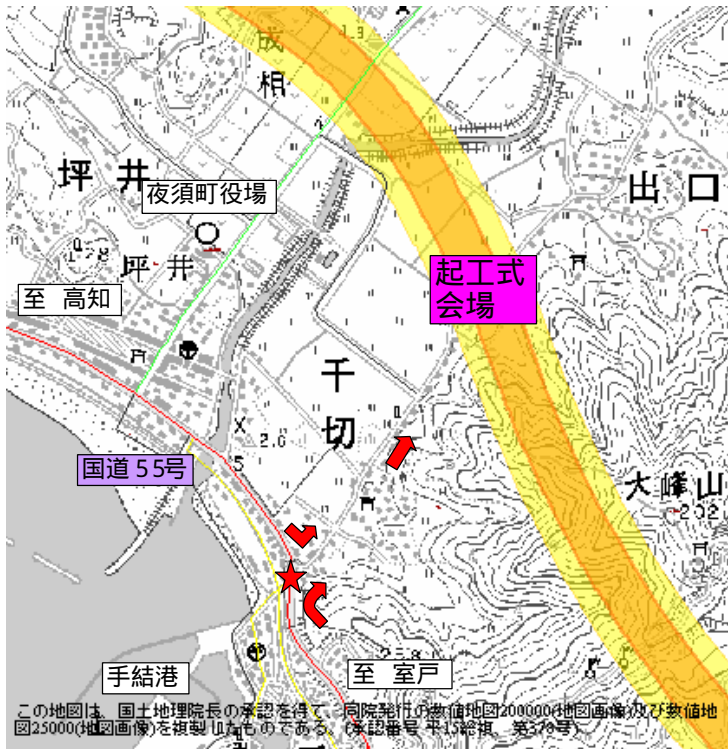 成
相
坪井
夜須町役場
出口
坪井
起工式
会場
至 高知
千
切
2.6
国道55号
大峰山
手結港
至 室戸
この地図は、国土地理院長の承認を得て、同院発行の数値地図200000(地図画像)及び数値地
図25000(地図画像)を複製したものである。(承認番号 平15総複、第378号)